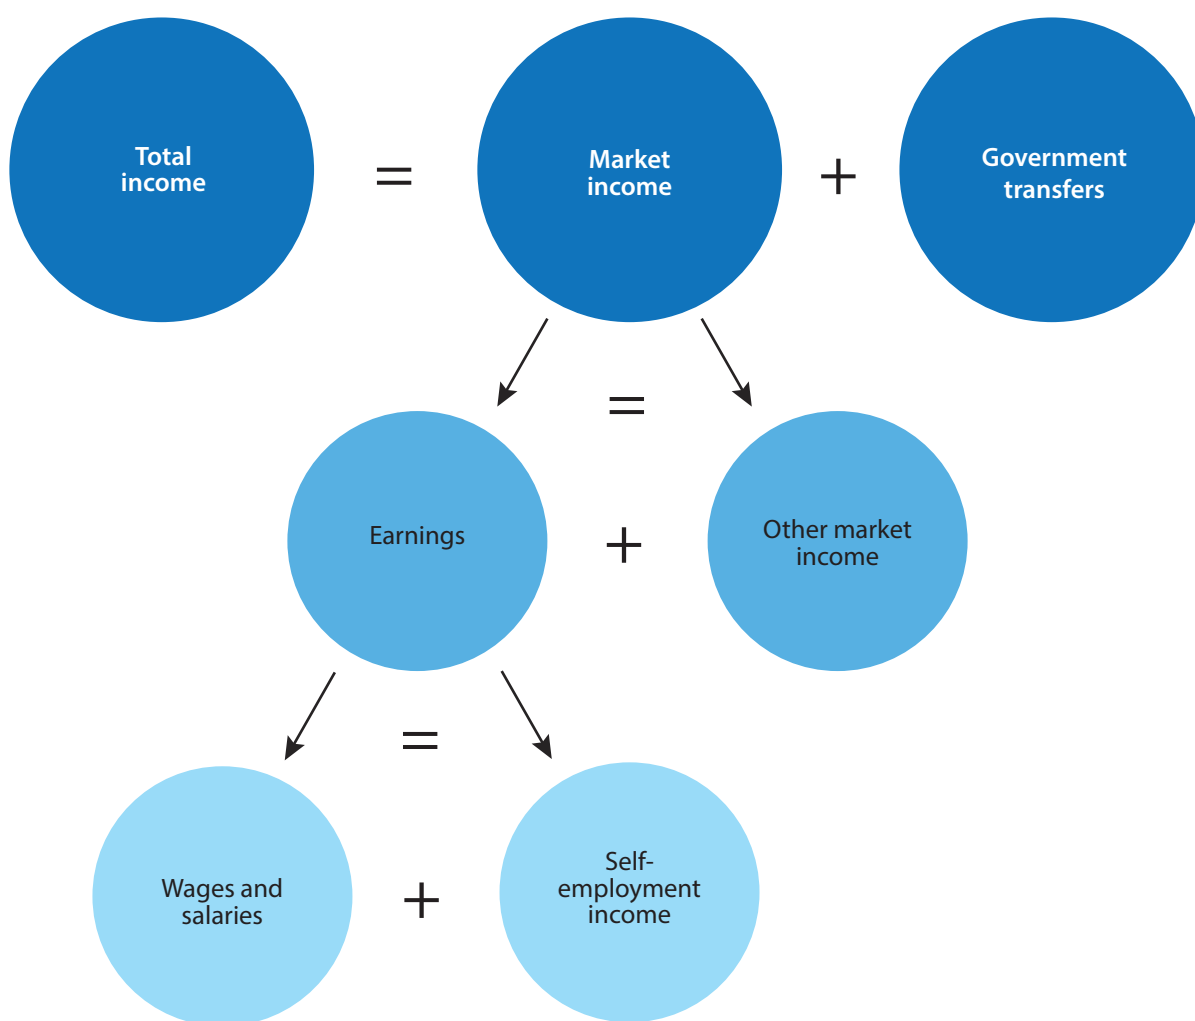 Total
income
=
Market
income
+
Government
transfers
=
Earnings
+
Other market
income
=
Wages and
salaries
+
Self-
employment
income